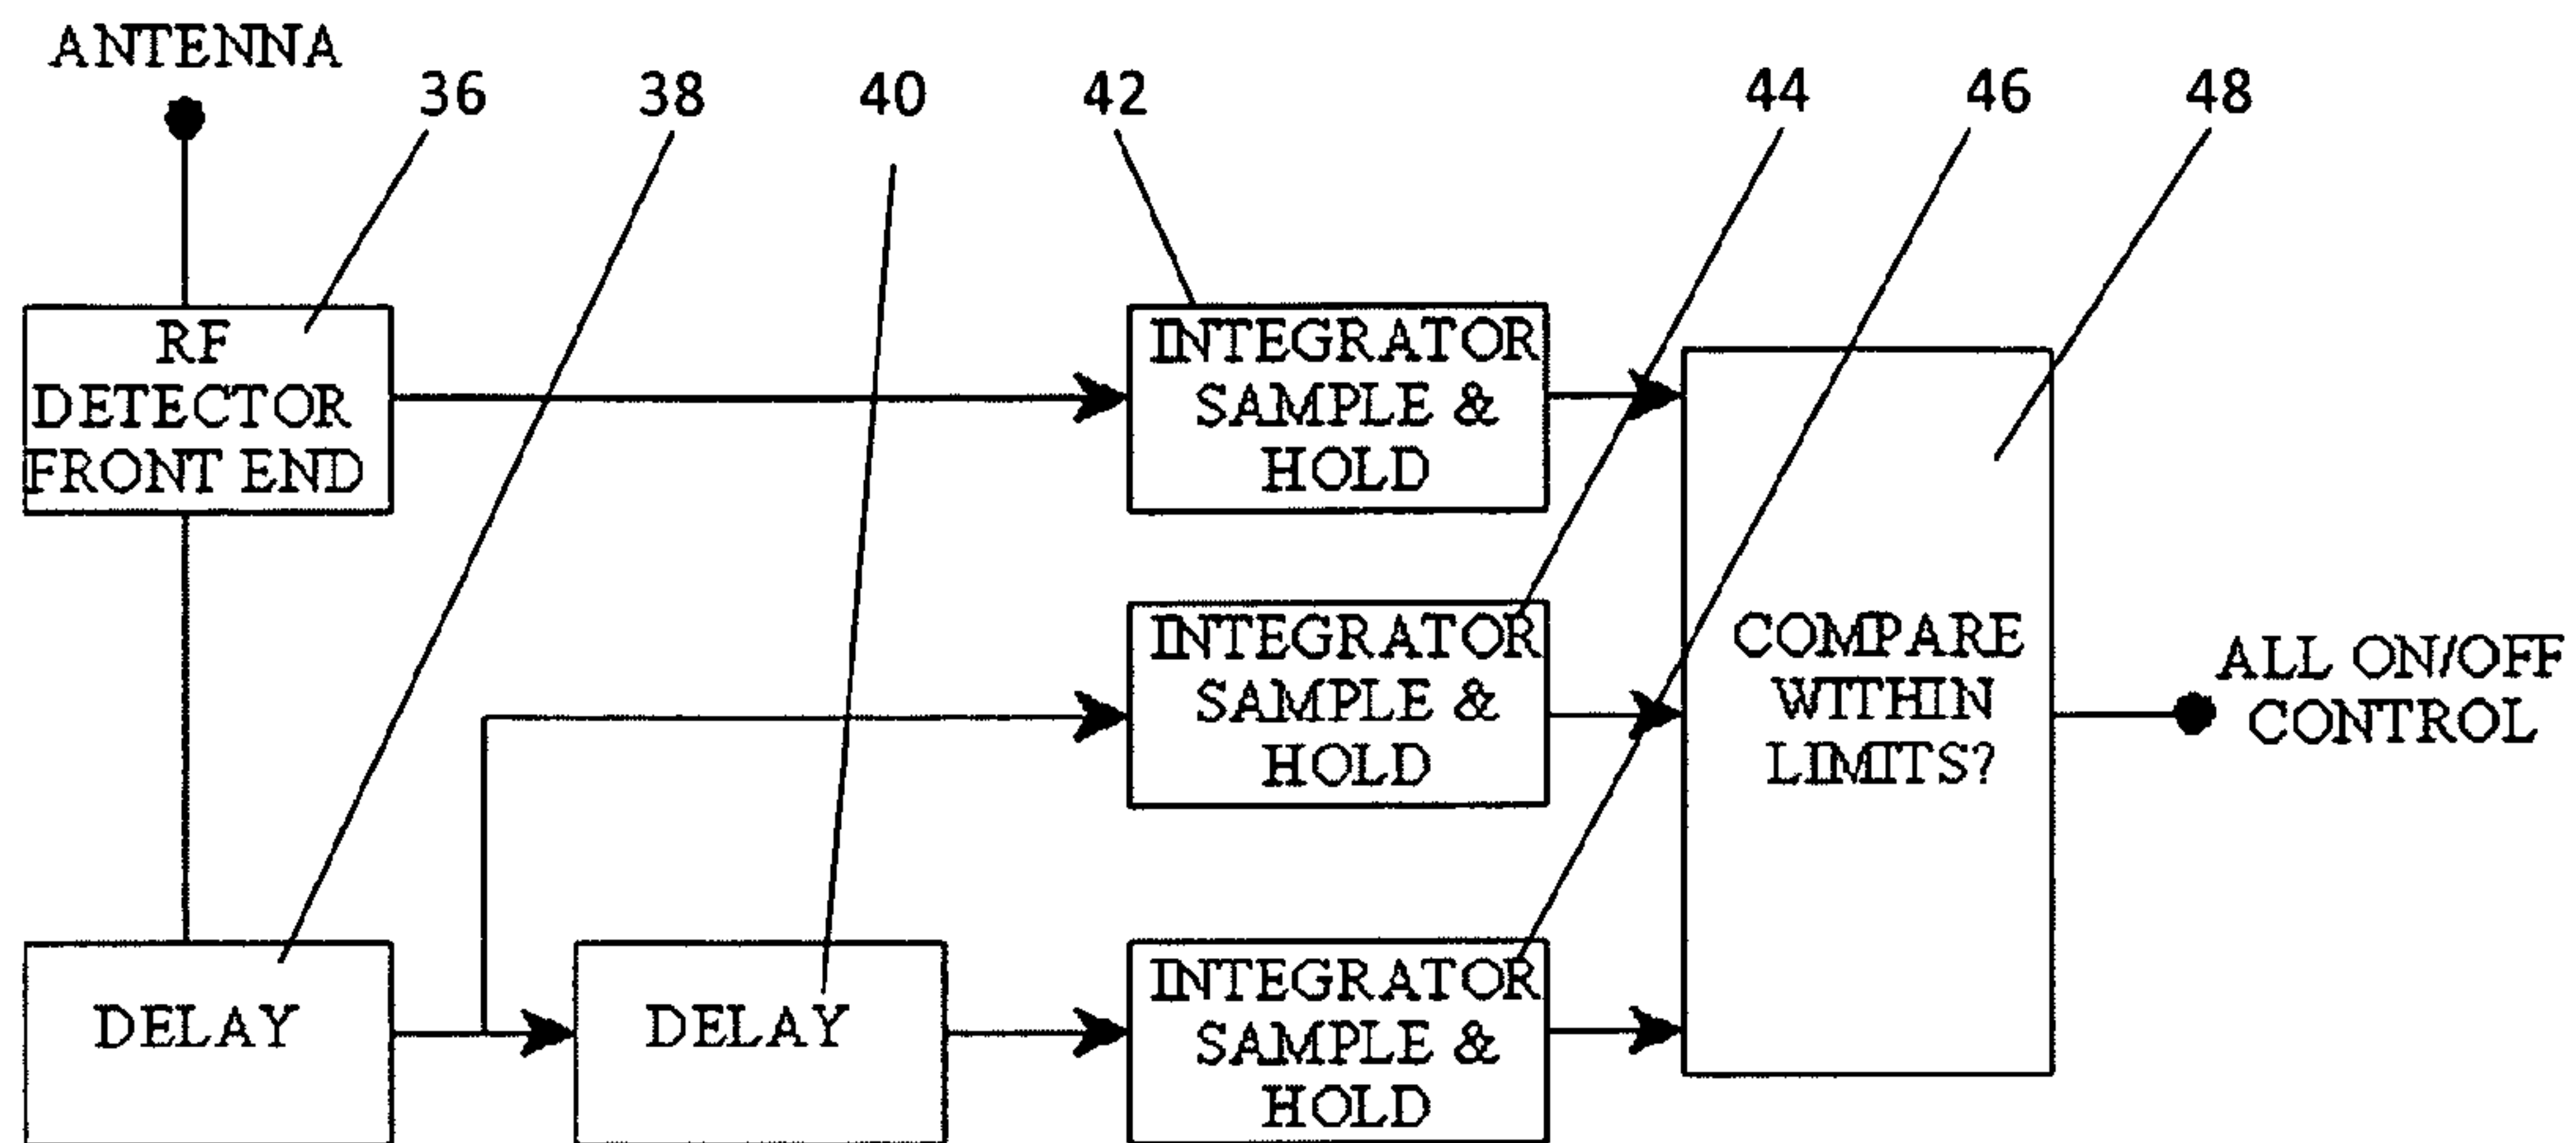 ANTENNA
36
38
40
42
44
46
48
RF
DETECTOR
FRONT END
INTEGRATOR
SAMPLE &
HOLD
INTEGRATOR
SAMPLE &
HOLD
COMPARE
WITHIN
LIMITS?
ALL ON/OFF
CONTROL
DELAY
DELAY
INTEGRATOR
SAMPLE &
HOLD